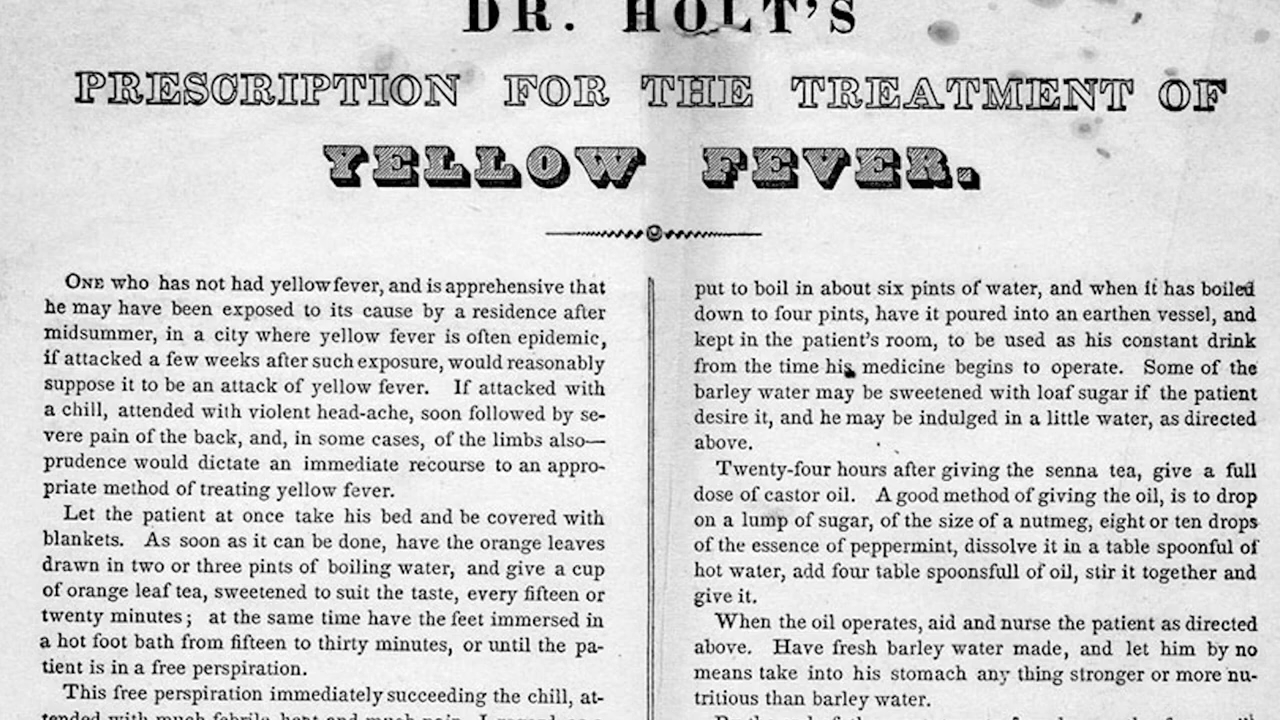 DR. HOLT'S
PRESCRIPTION FOR THE TREATMENT OF
YELLOW FEVER.
ONE who has not had yellow fever, and is apprehensive that
he may have been exposed to its cause by a residence after
midsummer, in a city where yellow fever is often epidemic,
if attacked a few weeks after such exposure, would reasonably
suppose it to be an attack of yellow fever. If attacked with
a chill, attended with violent head-ache, soon followed by se-
vere pain of the back, and, in some cases, of the limbs also—
prudence would dictate an immediate recourse to an appro-
priate method of treating yellow fever.
Let the patient at once take his bed and be covered with
blankets. As soon as it can be done, have the orange leaves
drawn in two or three pints of boiling water, and give a cup
of orange leaf tea, sweetened to suit the taste, every fifteen or
twenty minutes; at the same time have the feet immersed in
a hot foot bath from fifteen to thirty minutes, or until the pa-
tient is in a free perspiration.
This free perspiration immediately succeeding the chill, at-
tended with much febrile heat and much pain, I regard as a
put to boil in about six pints of water, and when it has boiled
down to four pints, have it poured into an earthen vessel, and
kept in the patient's room, to be used as his constant drink
from the time his medicine begins to operate. Some of the
barley water may be sweetened with loaf sugar if the patient
desire it, and he may be indulged in a little water, as directed
above.
Twenty-four hours after giving the senna tea, give a full
dose of castor oil. A good method of giving the oil, is to drop
on a lump of sugar, of the size of a nutmeg, eight or ten drops
of the essence of peppermint, dissolve it in a table spoonful of
hot water, add four table spoonsfull of oil, stir it together and
give it.
When the oil operates, aid and nurse the patient as directed
above. Have fresh barley water made, and let him by no
means take into his stomach any thing stronger or more nu-
tritious than barley water.